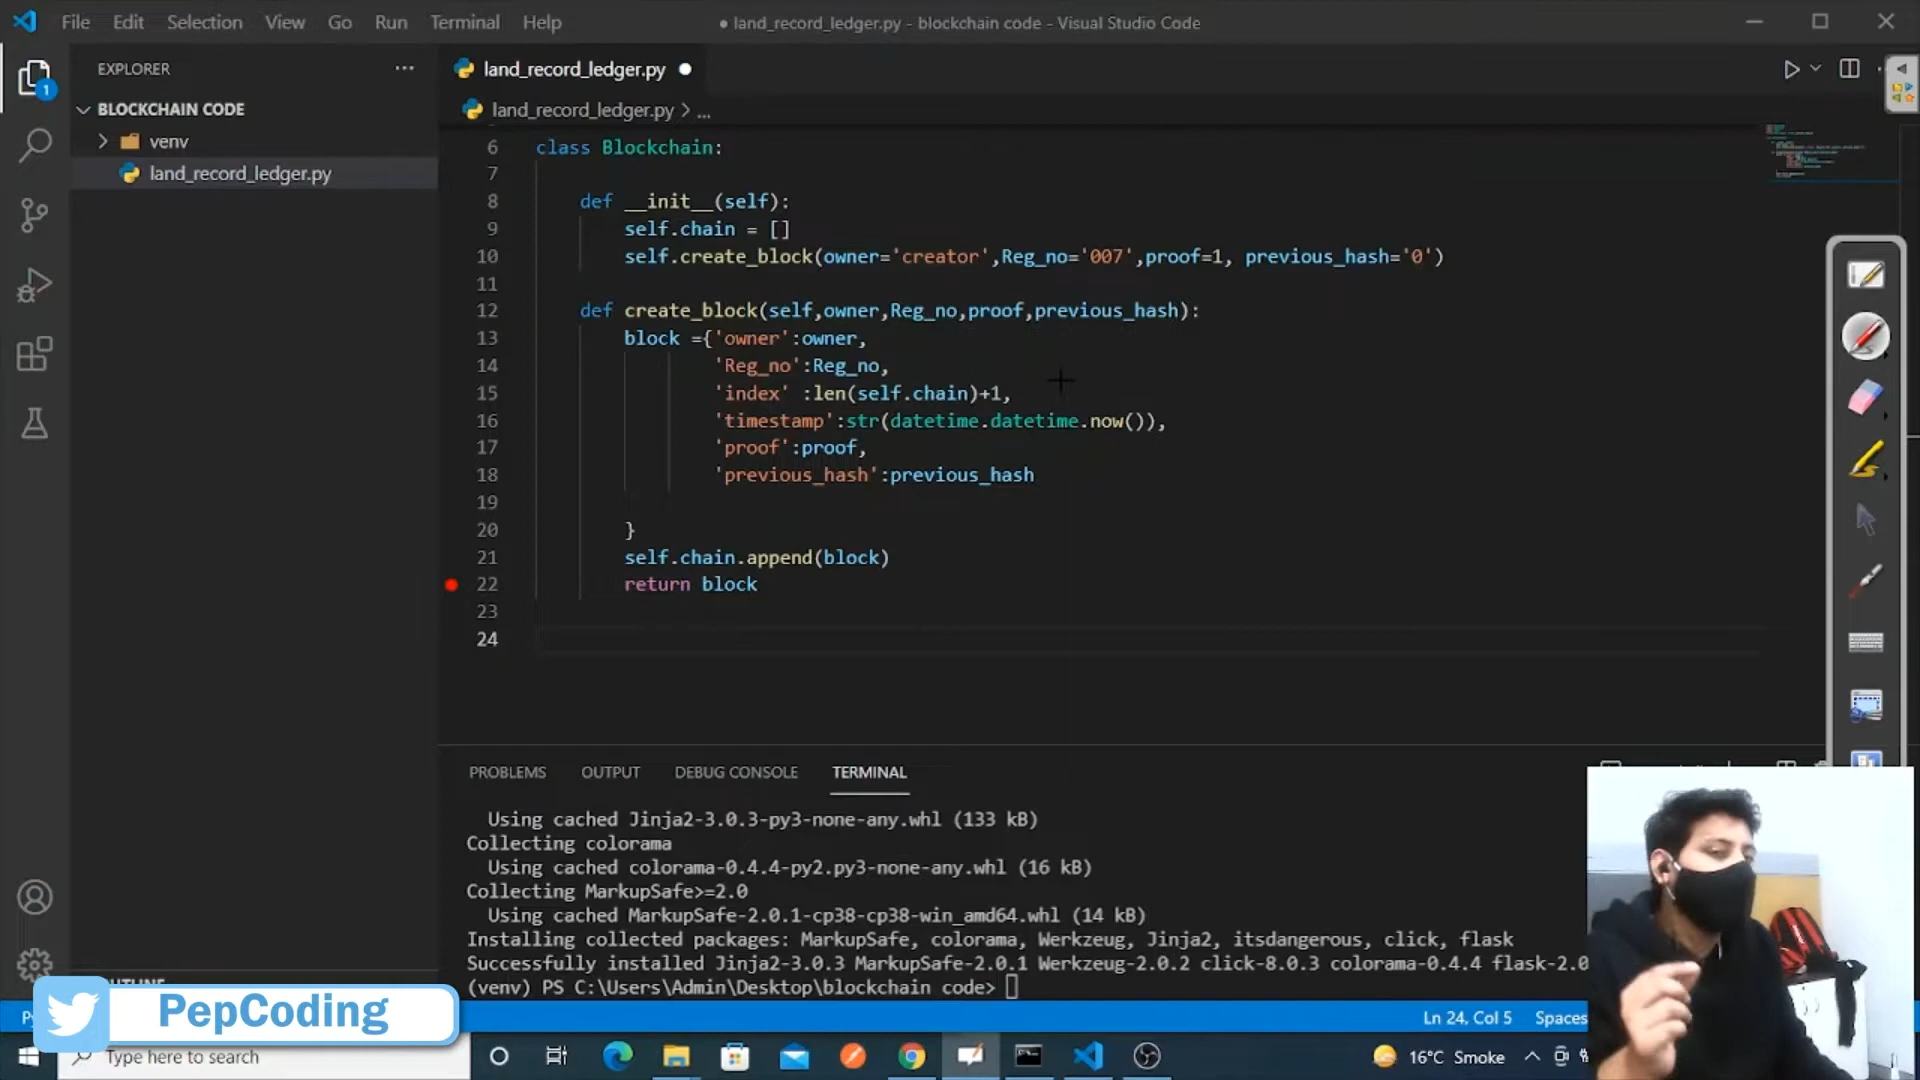 File Edit Selection View Go Run Terminal Help
● land_record_ledger.py - blockchain code - Visual Studio Code
EXPLORER
BLOCKCHAIN CODE
venv
land_record_ledger.py
1
land_record_ledger.py
land_record_ledger.py > ...
6 class Blockchain:
7
8 def __init__(self):
9 self.chain = []
10 self.create_block(owner='creator',Reg_no='007',proof=1, previous_hash='0')
11
12 def create_block(self,owner,Reg_no,proof,previous_hash):
13 block ={'owner':owner,
14 'Reg_no':Reg_no,
15 'index' :len(self.chain)+1,
16 'timestamp':str(datetime.datetime.now()),
17 'proof':proof,
18 'previous_hash':previous_hash
19
20 }
21 self.chain.append(block)
22 return block
23
24
PROBLEMS OUTPUT DEBUG CONSOLE TERMINAL
Using cached Jinja2-3.0.3-py3-none-any.whl (133 kB)
Collecting colorama
Using cached colorama-0.4.4-py2.py3-none-any.whl (16 kB)
Collecting MarkupSafe>=2.0
Using cached MarkupSafe-2.0.1-cp38-cp38-win_amd64.whl (14 kB)
Installing collected packages: MarkupSafe, colorama, Werkzeug, Jinja2, itsdangerous, click, flask
Successfully installed Jinja2-3.0.3 MarkupSafe-2.0.1 Werkzeug-2.0.2 click-8.0.3 colorama-0.4.4 flask-2.0
(venv) PS C:\Users\Admin\Desktop\blockchain code>
PepCoding
Ln 24, Col 5 Spaces
Type here to search
16°C Smoke